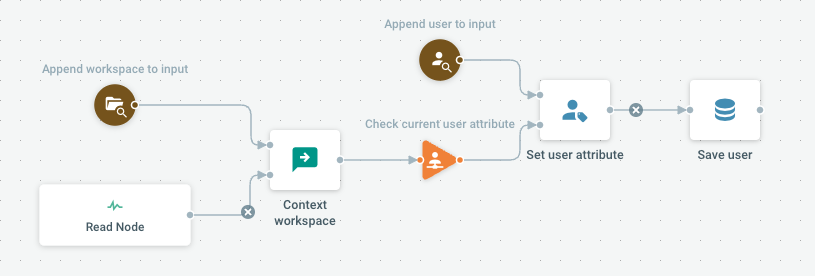 Append user to input
Append workspace to input
Check current user attribute
Set user attribute
Save user
Context
workspace
Read Node